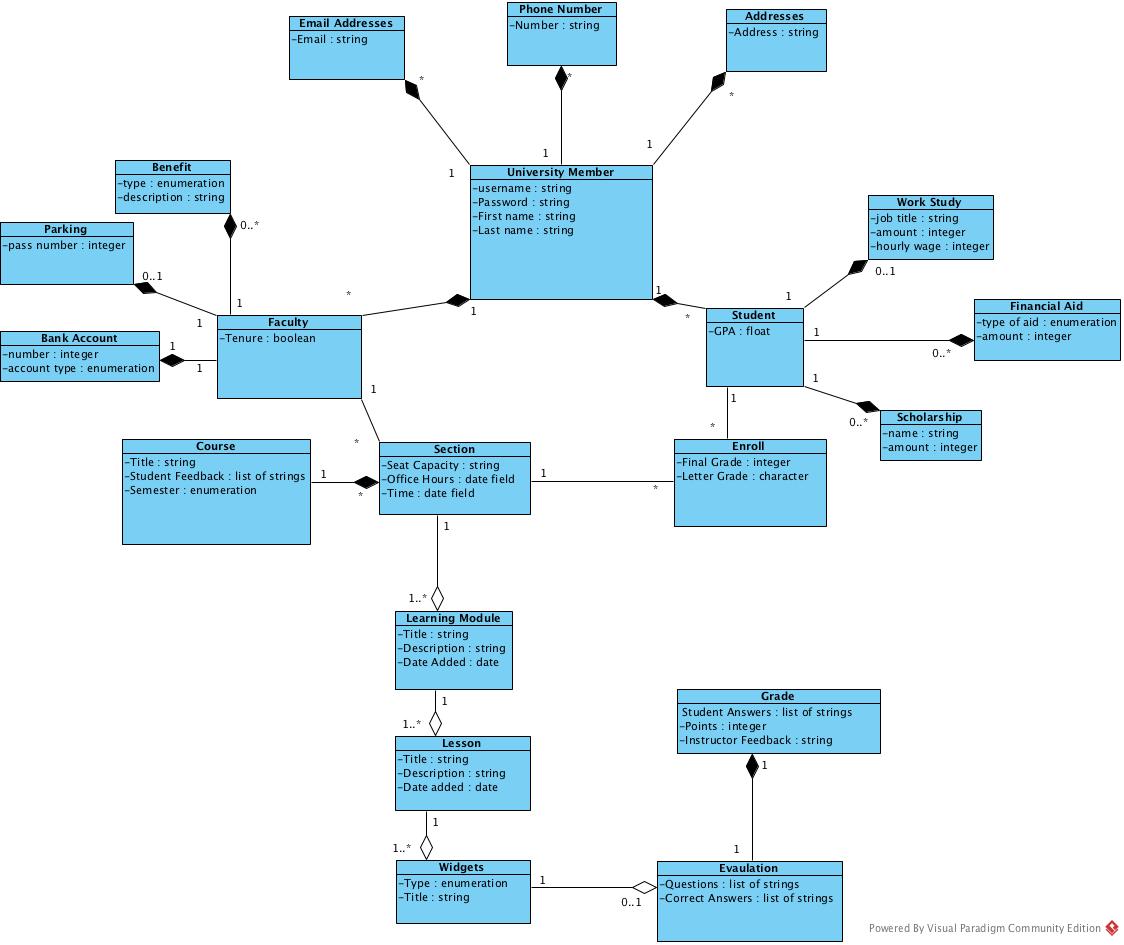 Email Addresses
-Email : string
*
Phone Number
-Number : string
*
Addresses
-Address : string
*
1
1
1
University Member
-username : string
-Password : string
-First name : string
-Last name : string
Benefit
-type : enumeration
-description : string
0..*
1
Parking
-pass number : integer
0..1
1
Bank Account
-number : integer
-account type : enumeration
1
1
*
1
Faculty
-Tenure : boolean
1
*
1
*
Student
-GPA : float
Work Study
-job title : string
-amount : integer
-hourly wage : integer
0..1
1
Financial Aid
-type of aid : enumeration
-amount : integer
1
0..*
1
0..*
Scholarship
-name : string
-amount : integer
1
*
Course
-Title : string
-Student Feedback : list of strings
-Semester : enumeration
1
*
Section
-Seat Capacity : string
-Office Hours : date field
-Time : date field
1
*
Enroll
-Final Grade : integer
-Letter Grade : character
1
1..*
Learning Module
-Title : string
-Description : string
-Date Added : date
1
1..*
Lesson
-Title : string
-Description : string
-Date added : date
1
1..*
Widgets
-Type : enumeration
-Title : string
1
0..1
Grade
Student Answers : list of strings
-Points : integer
-Instructor Feedback : string
1
1
Evaulation
-Questions : list of strings
-Correct Answers : list of strings
Powered By Visual Paradigm Community Edition